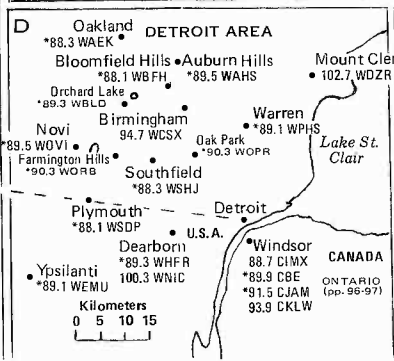 D
DETROIT AREA
Oakland
*88.3 WAEK
Bloomfield Hills
*88.1 WBFH
Auburn Hills
*89.5 WAHS
Mount Cle
102.7 WDZR
Orchard Lake
*89.3 WBLD
Birmingham
94.7 WCSX
Warren
*89.1 WPHS
Lake St.
Clair
Novi
*89.5 WOVI
Oak Park
*90.3 WOPR
Farmington Hills
*90.3 WORB
Southfield
*88.3 WSHJ
Plymouth
*88.1 WSDP
Detroit
U.S.A.
Dearborn
*89.3 WHFR
100.3 WNIC
Windsor
88.7 CIMX
*89.9 CBE
*91.5 CJAM
93.9 CKLW
CANADA
ONTARIO
(pp. 96-97)
Ypsilanti
*89.1 WEMU
Kilometers
0 5 10 15